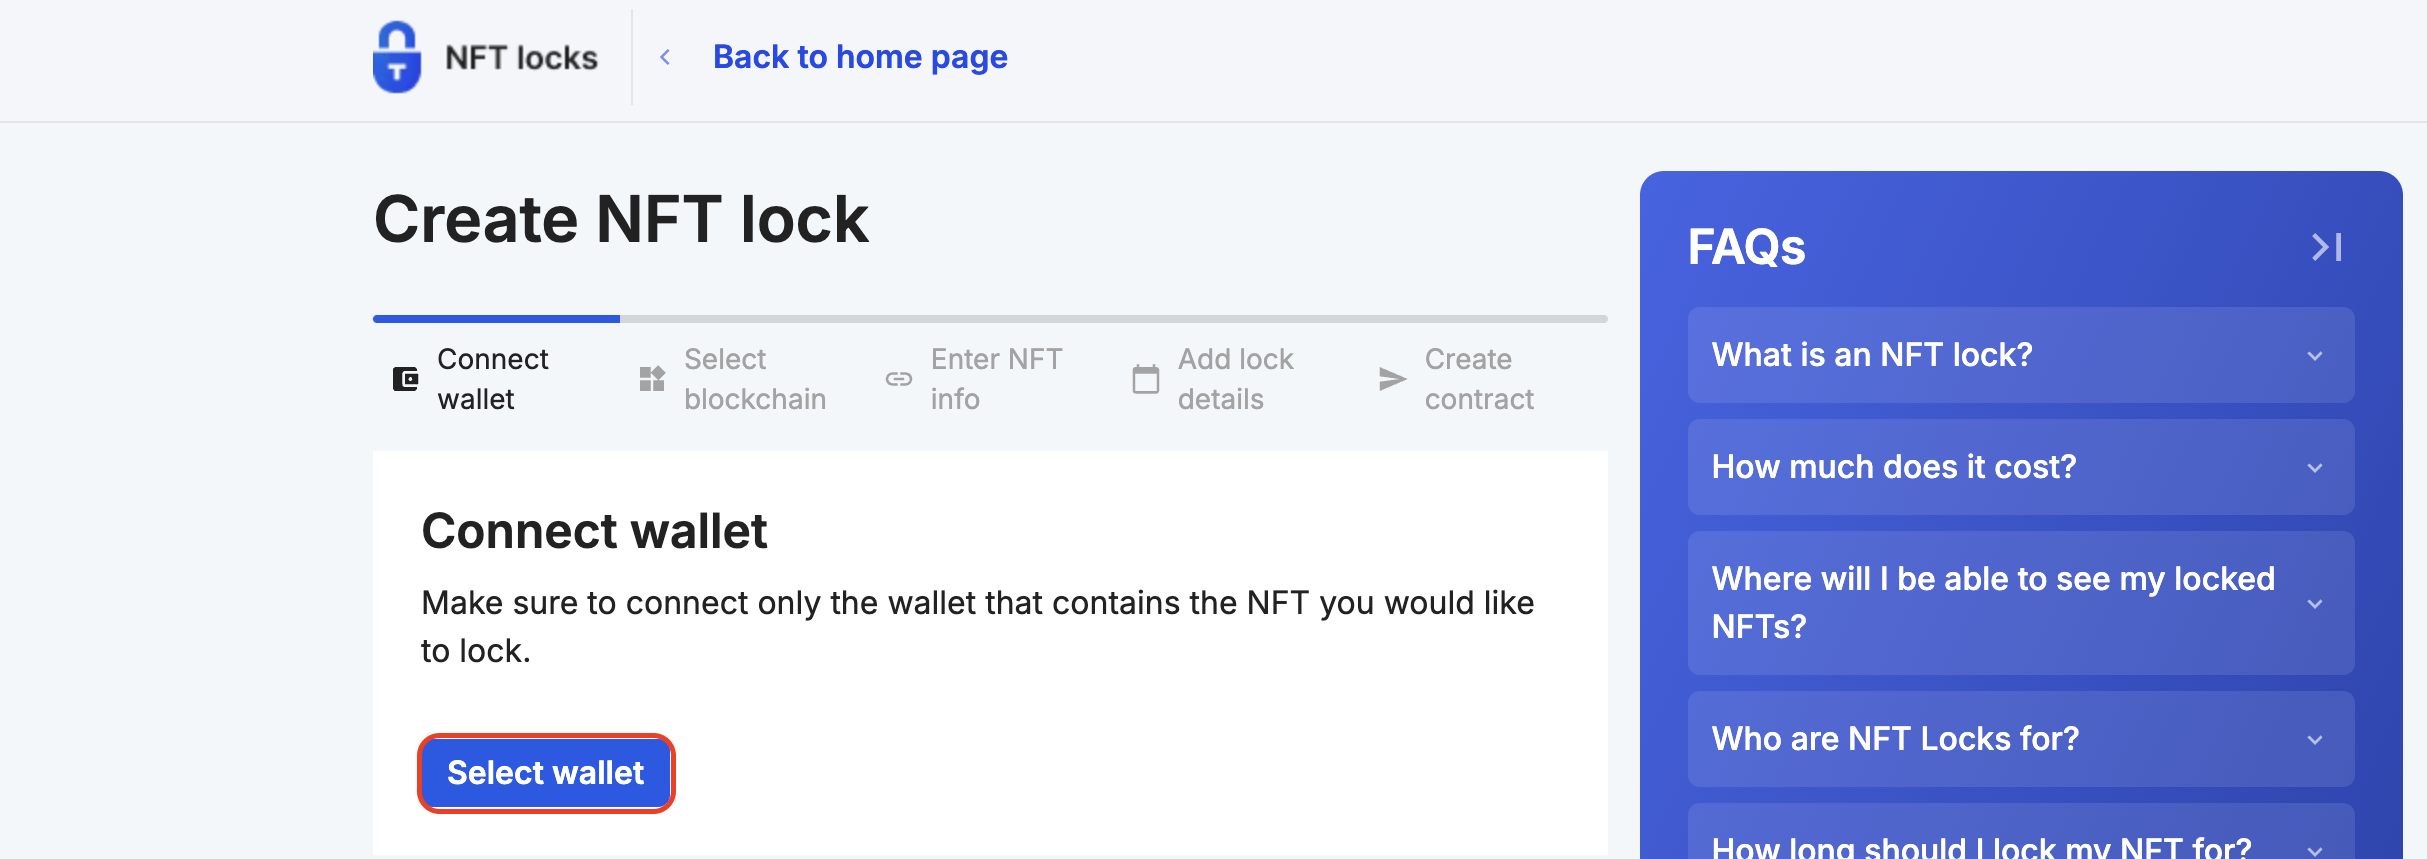 NFT locks
Back to home page
Create NFT lock
Connect
wallet
Select
blockchain
Enter NFT
info
Add lock
details
Create
contract
Connect wallet
Make sure to connect only the wallet that contains the NFT you would like
to lock.
Select wallet
FAQs
What is an NFT lock?
How much does it cost?
Where will I be able to see my locked
NFTs?
Who are NFT Locks for?
How long should I lock my NFT for?